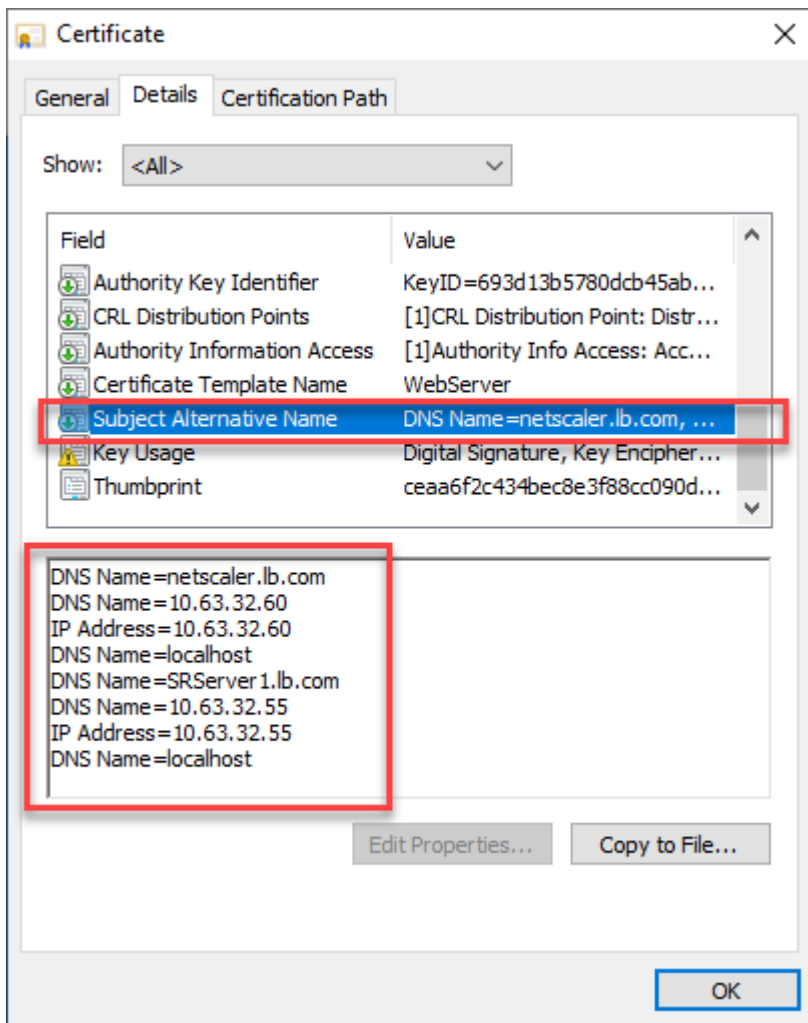 Certificate
General Details Certification Path
Show: <All>
Field Value
Authority Key Identifier KeyID=693d13b5780dcb45ab...
CRL Distribution Points [1]CRL Distribution Point: Distr...
Authority Information Access [1]Authority Info Access: Acc...
Certificate Template Name WebServer
Subject Alternative Name DNS Name=netscaler.lb.com, ...
Key Usage Digital Signature, Key Encipher...
Thumbprint ceaa6f2c434bec8e3f88cc090d...
DNS Name=netscaler.lb.com
DNS Name=10.63.32.60
IP Address=10.63.32.60
DNS Name=localhost
DNS Name=SRServer1.lb.com
DNS Name=10.63.32.55
IP Address=10.63.32.55
DNS Name=localhost
Edit Properties... Copy to File...
OK